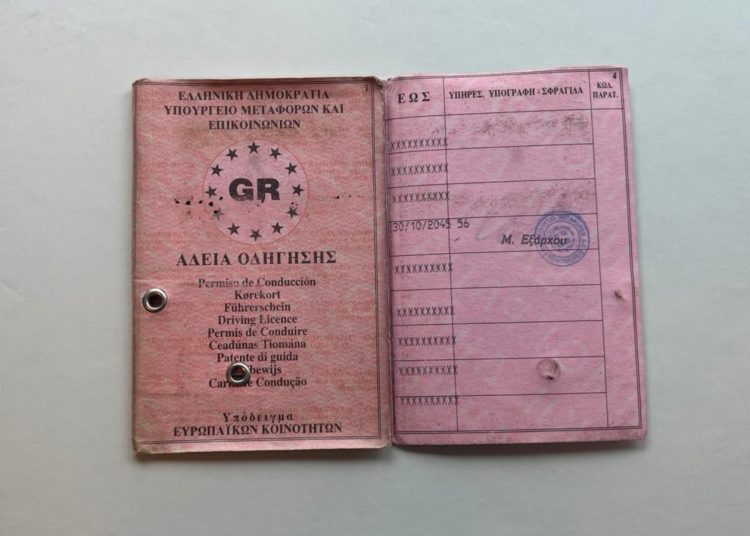 1
ΕΛΛΗΝΙΚΗ ΔΗΜΟΚΡΑΤΙΑ
ΥΠΟΥΡΓΕΙΟ ΜΕΤΑΦΟΡΩΝ ΚΑΙ
ΕΠΙΚΟΙΝΩΝΙΩΝ
GR
ΑΔΕΙΑ ΟΔΗΓΗΣΗΣ
Permiso de Conducción
Kørekort
Führerschein
Driving Licence
Permis de Conduire
Ceadúnas Tiomána
Patente di guida
bewijs
de Condução
Υπόδειγμα
ΕΥΡΩΠΑΪΚΩΝ ΚΟΙΝΟΤΗΤΩΝ
4
ΕΩΣ ΥΠΗΡΕΣ. ΥΠΟΓΡΑΦΗ : ΣΦΡΑΓΙΔΑ ΚΩΔ. ΠΑΡΑΤ.
XXXXXXXXXX
XXXXXXXXXX
XXXXXXXXXX
30/10/2045 56
Μ. Εξάρχου
XXXXXXXXXX
XXXXXXXXXX
XXXXXXXXXX
XXXXXXXXXX
XXXXXXXXXX